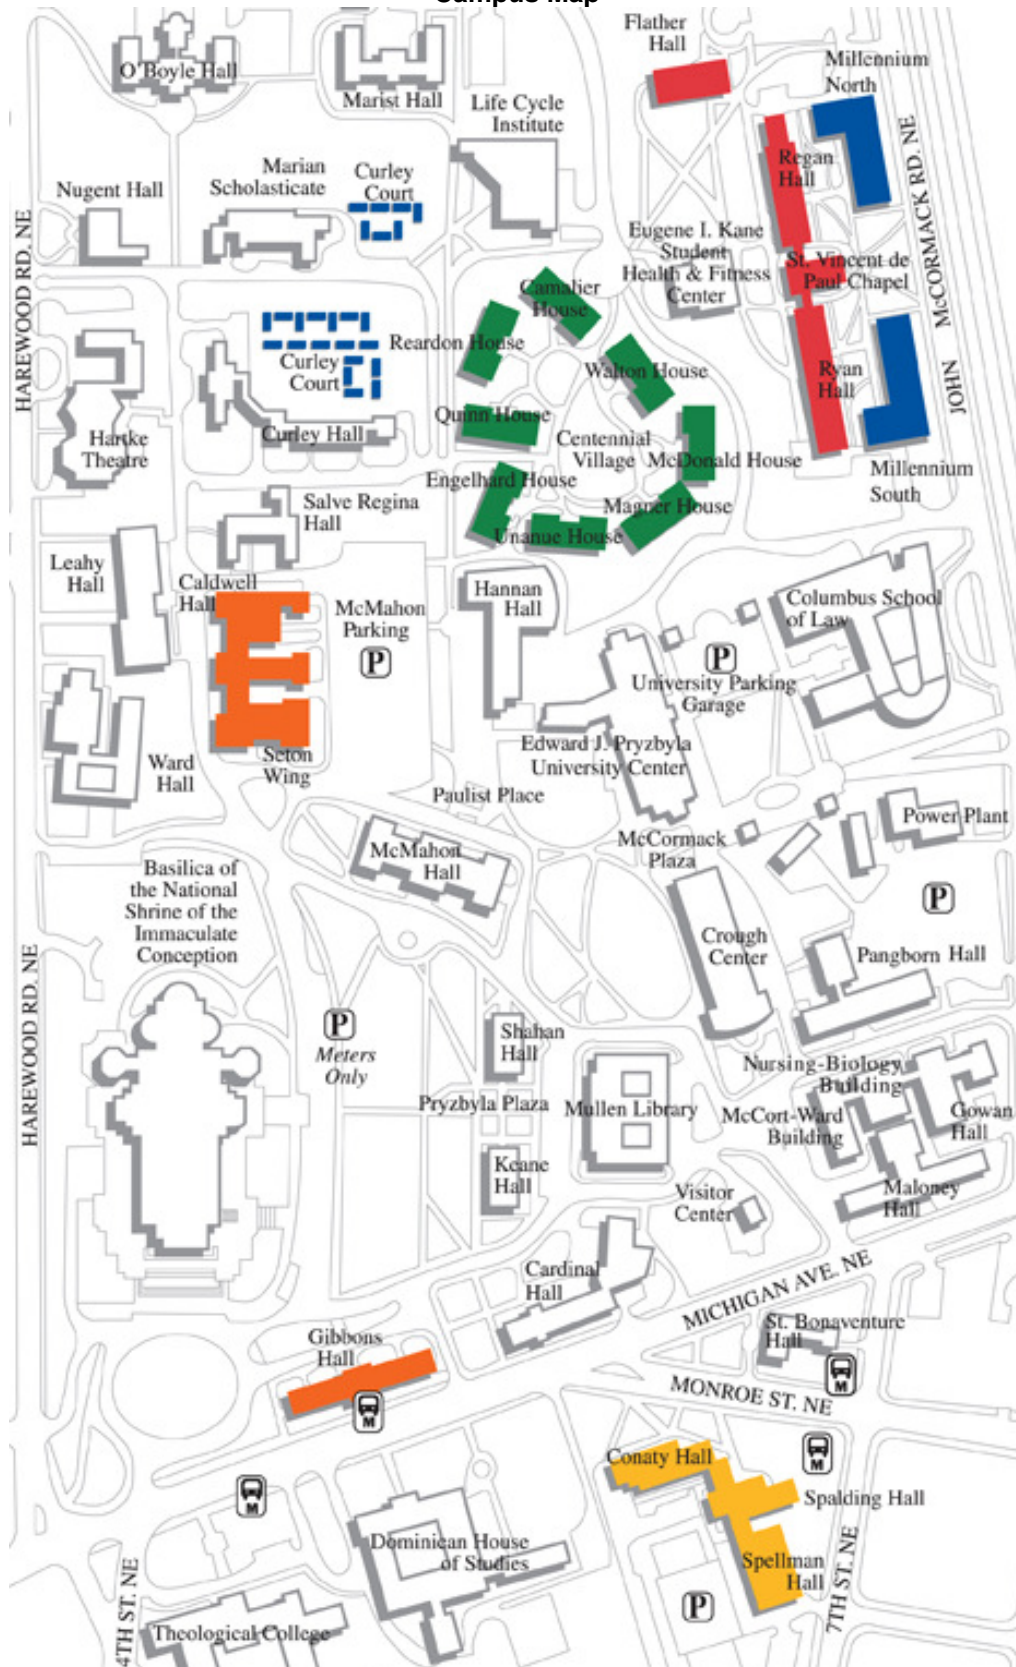 Campus Map
Flather
Hall
O'Boyle Hall
Marist Hall
Millennium
North
Life Cycle
Institute
McCORMACK RD. NE
Regan
Hall
Marian
Scholasticate
Curley
Court
Nugent Hall
HAREWOOD RD. NE
Eugene I. Kane
Student
Health & Fitness
Center
St. Vincent de
Paul Chapel
Camalier
House
Reardon House
Curley
Court
Walton House
Ryan
Hall
JOHN
Quinn House
Curley Hall
Hartke
Theatre
Centennial
Village
McDonald House
Engelhard House
Millennium
South
Salve Regina
Hall
Magner House
Unanue House
Leahy
Hall
Caldwell
Hall
McMahon
Parking
P
Hannan
Hall
Columbus School
of Law
P
University Parking
Garage
Edward J. Pryzbyla
University Center
Ward
Hall
Seton
Wing
Paulist Place
Power Plant
McCormack
Plaza
McMahon
Hall
Basilica of
the National
Shrine of the
Immaculate
Conception
P
Crough
Center
Pangborn Hall
HAREWOOD RD. NE
P
Meters
Only
Shahan
Hall
Nursing-Biology
Building
Pryzbyla Plaza
Mullen Library
McCort-Ward
Building
Gowan
Hall
Keane
Hall
Visitor
Center
Maloney
Hall
Cardinal
Hall
MICHIGAN AVE. NE
St. Bonaventure
Hall
Gibbons
Hall
M
MONROE ST. NE
M
M
Conaty Hall
M
Spalding Hall
Dominican House
of Studies
Spellman
Hall
7TH ST. NE
P
4TH ST. NE
Theological College